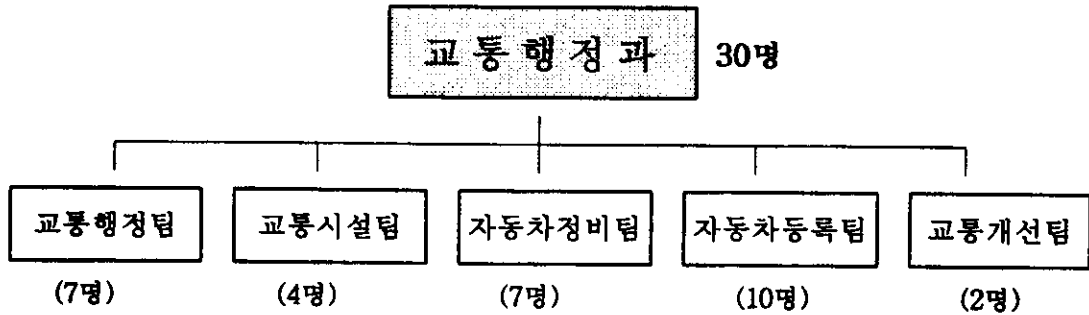 교통행정과 30명
교통행정팀 교통시설팀 자동차정비팀 자동차등록팀 교통개선팀
(7명) (4명) (7명) (10명) (2명)